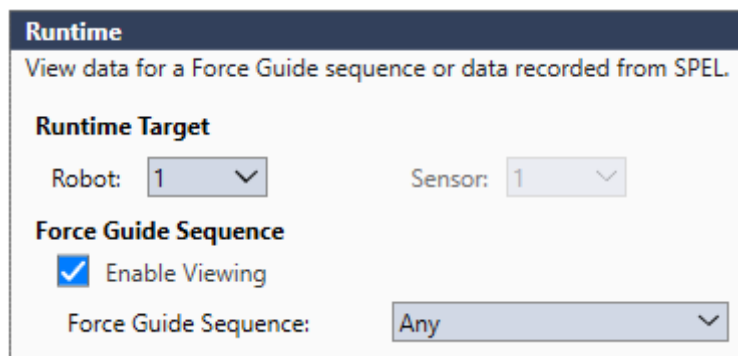 Runtime
View data for a Force Guide sequence or data recorded from SPEL.
Runtime Target
Robot: 1 Sensor: 1
Force Guide Sequence
Enable Viewing
Force Guide Sequence: Any